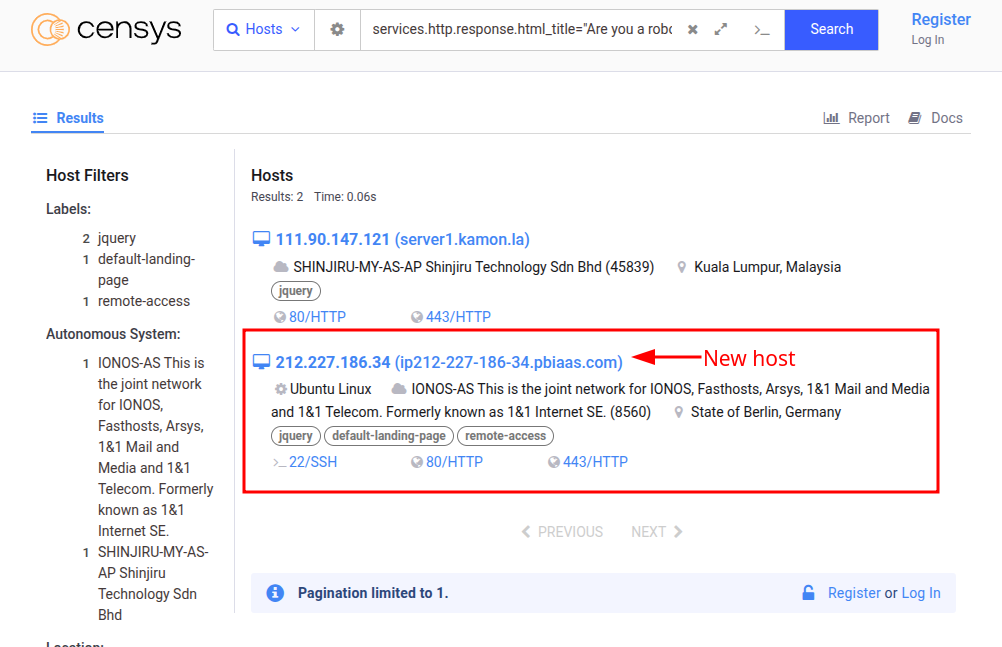 censys
Hosts
services.http.response.html_title="Are you a robo
>_
Search
Register
Log In
Results
Report
Docs
Host Filters
Labels:
2 jquery
1 default-landing-
page
1 remote-access
Autonomous System:
1 IONOS-AS This is
the joint network
for IONOS,
Fasthosts, Arsys,
1&1 Mail and
Media and 1&1
Telecom. Formerly
known as 1&1
Internet SE.
1 SHINJIRU-MY-AS-
AP Shinjiru
Technology Sdn
Bhd
Location:
Hosts
Results: 2 Time: 0.06s
111.90.147.121 (server1.kamon.la)
SHINJIRU-MY-AS-AP Shinjiru Technology Sdn Bhd (45839) Kuala Lumpur, Malaysia
jquery
80/HTTP 443/HTTP
212.227.186.34 (ip212-227-186-34.pbiaas.com)
New host
Ubuntu Linux IONOS-AS This is the joint network for IONOS, Fasthosts, Arsys, 1&1 Mail and Media
and 1&1 Telecom. Formerly known as 1&1 Internet SE. (8560) State of Berlin, Germany
jquery default-landing-page remote-access
>_ 22/SSH 80/HTTP 443/HTTP
PREVIOUS NEXT
Pagination limited to 1.
Register or Log In